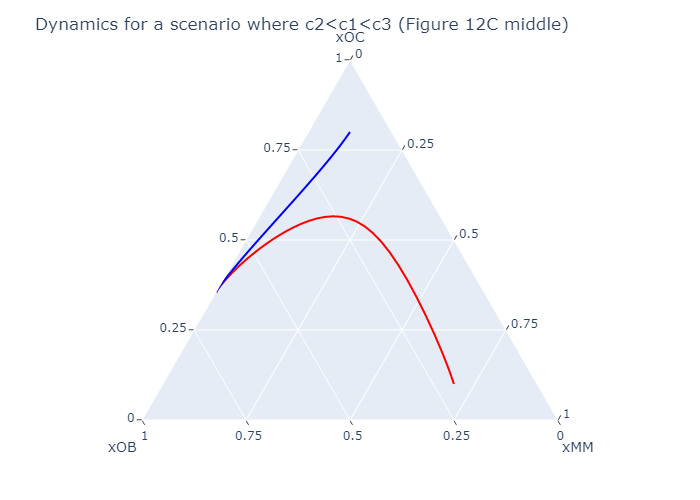 Dynamics for a scenario where c2<c1<c3 (Figure 12C middle)
xOC
1 0
0.75 0.25
0.5 0.5
0.25 0.75
0 1
1 0.75 0.5 0.25 0
xOB xMM